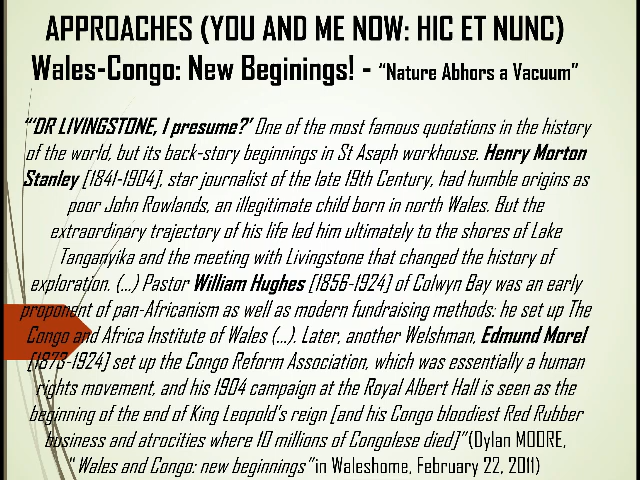 APPROACHES (YOU AND ME NOW: HIC ET NUNC)
Wales-Congo: New Beginings! - "Nature Abhors a Vacuum"
"'DR LIVINGSTONE, I presume?' One of the most famous quotations in the history
of the world, but its back-story beginnings in St Asaph workhouse. Henry Morton
Stanley [1841-1904], star journalist of the late 19th Century, had humble origins as
poor John Rowlands, an illegitimate child born in north Wales. But the
extraordinary trajectory of his life led him ultimately to the shores of Lake
Tanganyika and the meeting with Livingstone that changed the history of
exploration. (...) Pastor William Hughes [1856-1924] of Colwyn Bay was an early
proponent of pan-Africanism as well as modern fundraising methods: he set up The
Congo and Africa Institute of Wales (...). Later, another Welshman, Edmund Morel
[1873-1924] set up the Congo Reform Association, which was essentially a human
rights movement, and his 1904 campaign at the Royal Albert Hall is seen as the
beginning of the end of King Leopold's reign [and his Congo bloodiest Red Rubber
business and atrocities where 10 millions of Congolese died]"(Dylan MOORE,
"Wales and Congo: new beginnings"in Waleshome, February 22, 2011)